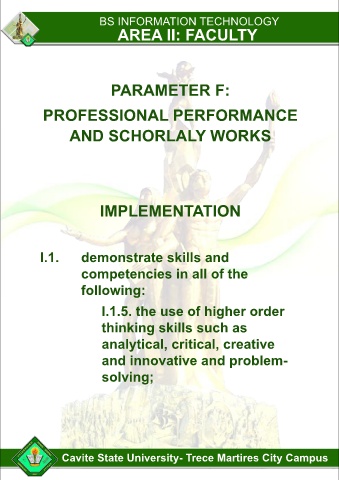 BS INFORMATION TECHNOLOGY
AREA II: FACULTY
PARAMETER F:
PROFESSIONAL PERFORMANCE
AND SCHORLALY WORKS
IMPLEMENTATION
I.1. demonstrate skills and
competencies in all of the
following:
I.1.5. the use of higher order
thinking skills such as
analytical, critical, creative
and innovative and problem-
solving;
Cavite State University- Trece Martires City Campus